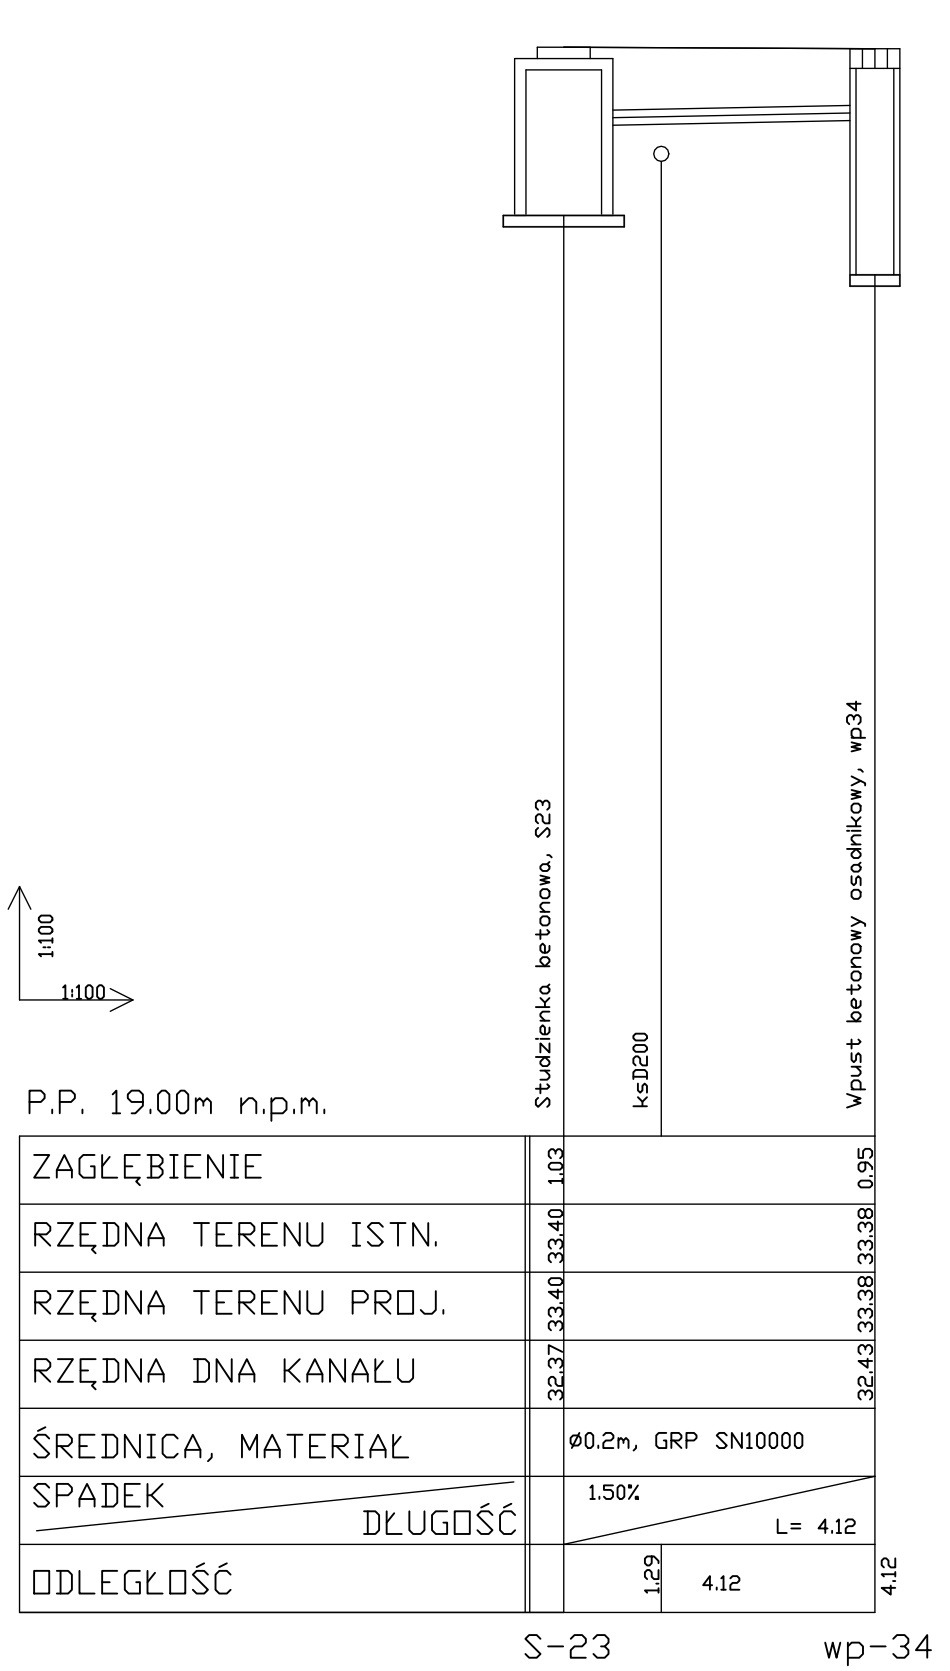 Wpust betonowy osadnikowy, wp34
Studzienka betonowa, S23
1:100
1:100
ksD200
P.P. 19.00m n.p.m.
ZAGŁĘBIENIE 1.03 0.95
RZĘDNA TERENU ISTN. 33.40 33.38
RZĘDNA TERENU PROJ. 33.40 33.38
RZĘDNA DNA KANAŁU 32.37 32.43
ŚREDNICA, MATERIAŁ Ø0.2m, GRP SN10000
SPADEK 1.50%
DŁUGOŚĆ L= 4.12
ODLEGŁOŚĆ 1.29 4.12 4.12
S-23 wp-34